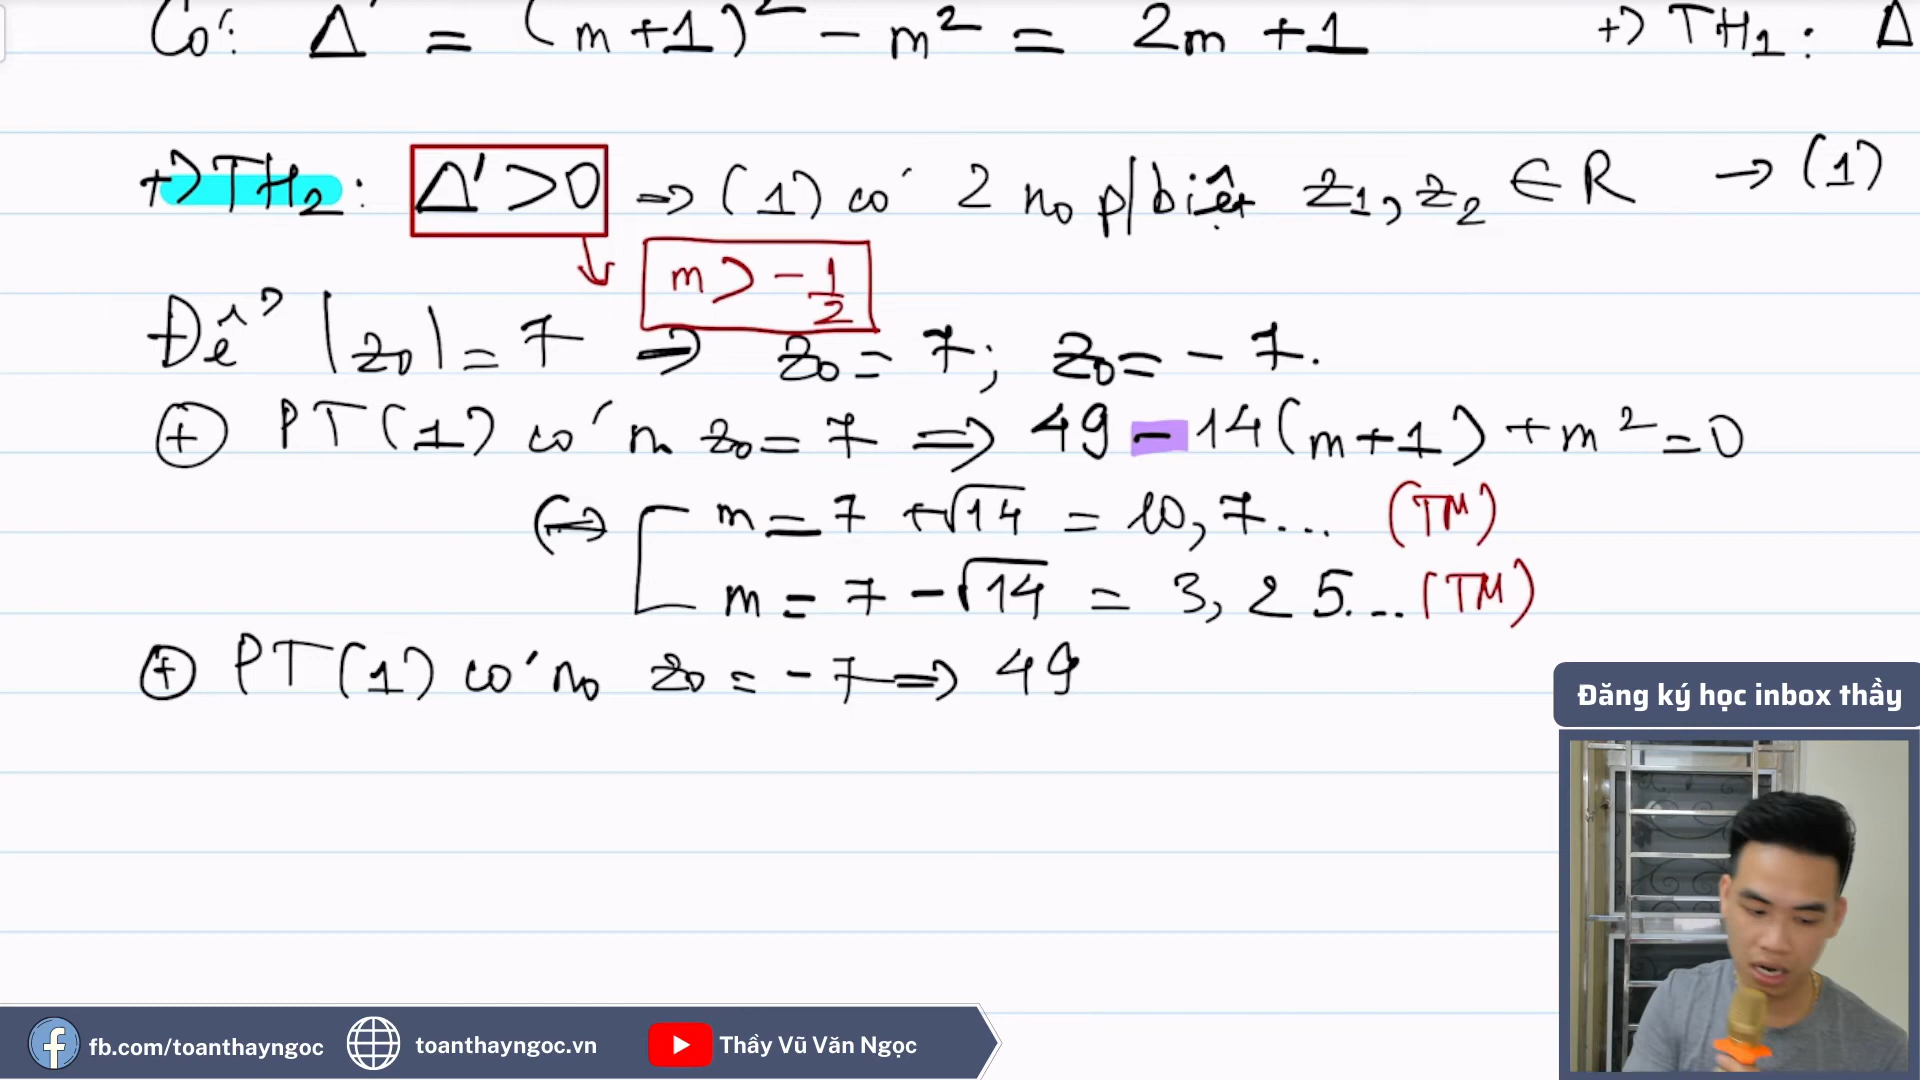 Có: Δ' = (m+1)² - m² = 2m + 1 +) TH₁: Δ
+) TH₂: Δ' > 0 => (1) có 2 no p/biệt z₁, z₂ ∈ R → (1)
m > -1/2
Để |z₀| = 7 => z₀ = 7; z₀ = -7.
⊕ PT(1) có no z₀ = 7 => 49 - 14(m+1) + m² = 0
⇔ [ m = 7 + √14 = 10,7... (TM)
m = 7 - √14 = 3,25... (TM)
⊕ PT(1) có no z₀ = -7 => 49
Đăng ký học inbox thầy
fb.com/toanthayngoc toanthayngoc.vn Thầy Vũ Văn Ngọc